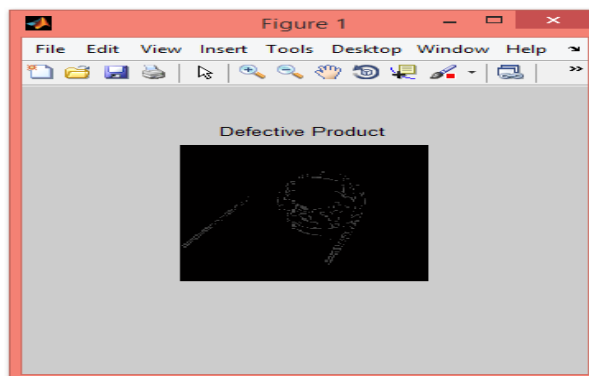 Figure 1
File Edit View Insert Tools Desktop Window Help
Defective Product